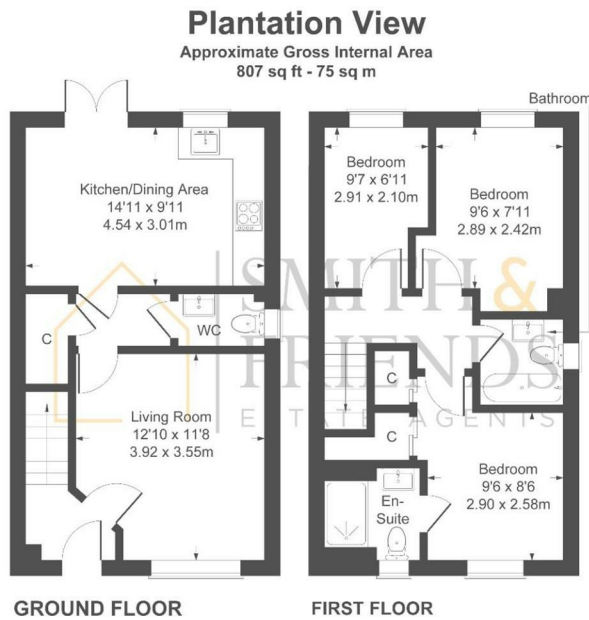 Plantation View
Approximate Gross Internal Area
807 sq ft - 75 sq m
Kitchen/Dining Area
14'11 x 9'11
4.54 x 3.01m
C
WC
Living Room
12'10 x 11'8
3.92 x 3.55m
GROUND FLOOR
Bathroom
Bedroom
9'7 x 6'11
2.91 x 2.10m
Bedroom
9'6 x 7'11
2.89 x 2.42m
C
C
Bedroom
9'6 x 8'6
2.90 x 2.58m
En-
Suite
FIRST FLOOR
SMITH &
FRIENDS
ESTATE AGENTS